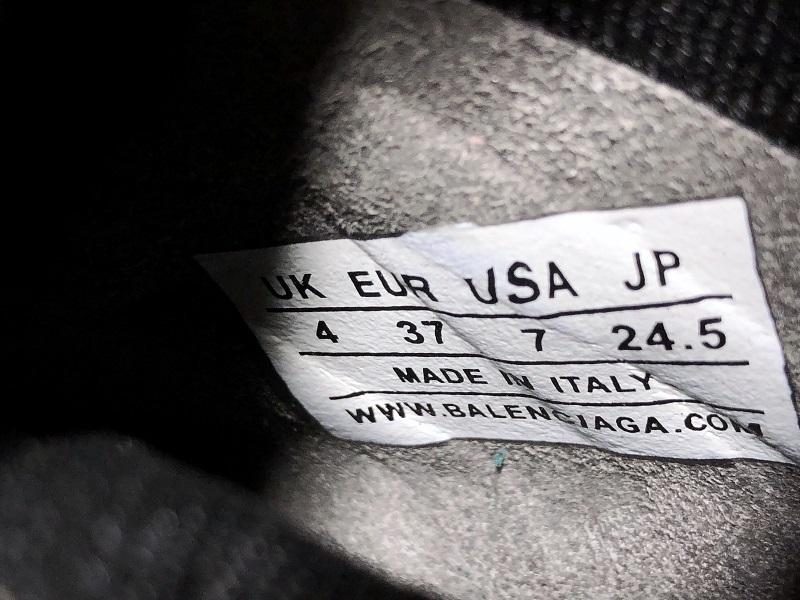 UK EUR USA JP
4 37 7 24.5
MADE IN ITALY
WWW.BALENCIAGA.COM